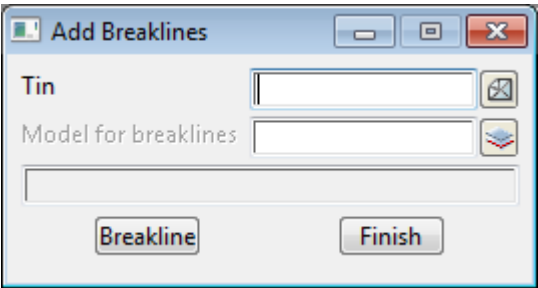 Add Breaklines
Tin
Model for breaklines
Breakline Finish